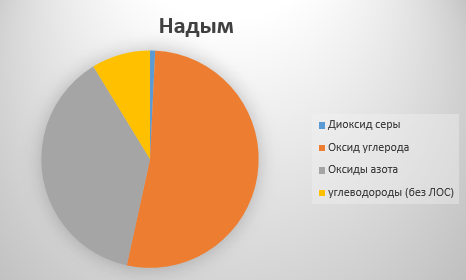 Надым
Диоксид серы
Оксид углерода
Оксиды азота
углеводороды (без ЛОС)